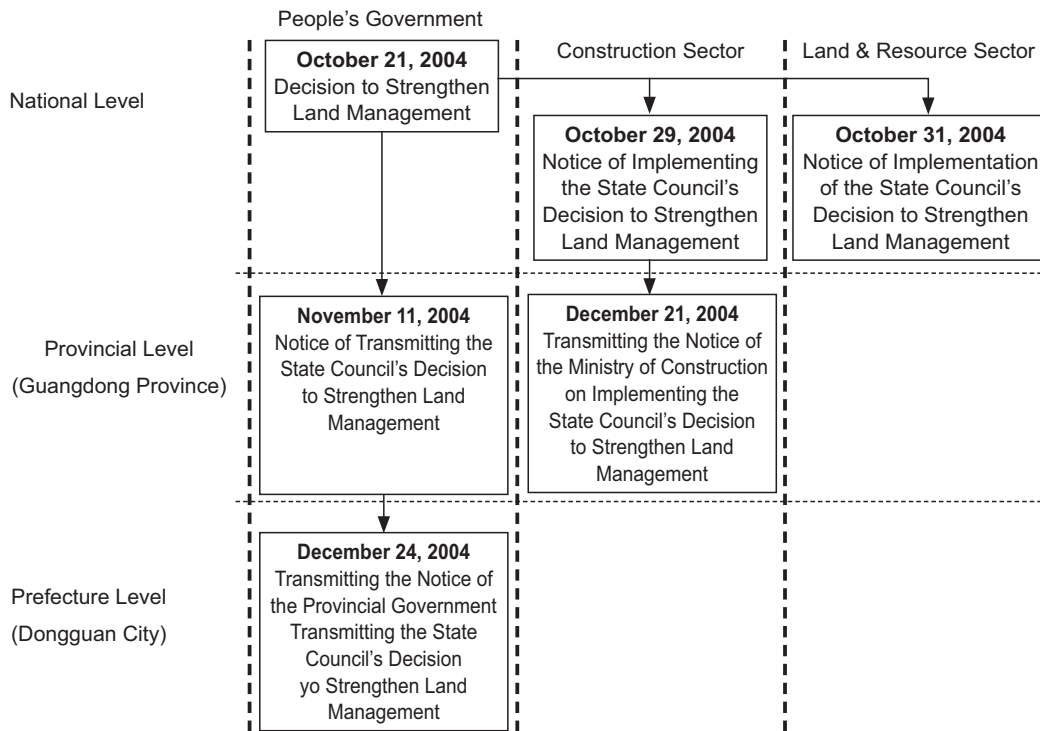 People's Government
Construction Sector
Land & Resource Sector
National Level
October 21, 2004
Decision to Strengthen
Land Management
October 29, 2004
Notice of Implementing
the State Council's
Decision to Strengthen
Land Management
October 31, 2004
Notice of Implementation
of the State Council's
Decision to Strengthen
Land Management
Provincial Level
(Guangdong Province)
November 11, 2004
Notice of Transmitting the
State Council's Decision
to Strengthen Land
Management
December 21, 2004
Transmitting the Notice of
the Ministry of Construction
on Implementing the
State Council's Decision
to Strengthen Land
Management
Prefecture Level
(Dongguan City)
December 24, 2004
Transmitting the Notice of
the Provincial Government
Transmitting the State
Council's Decision
yo Strengthen Land
Management